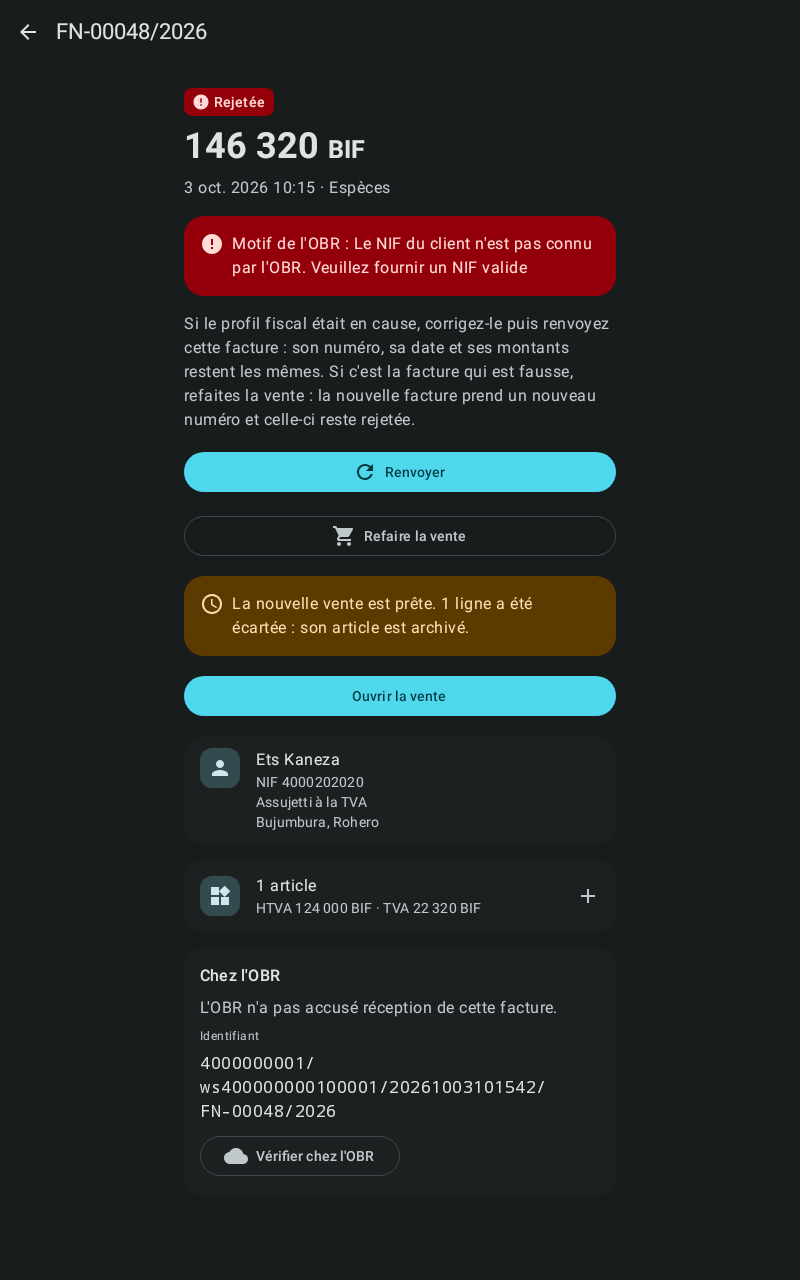 FN-00048/2026
Rejetée
146 320 BIF
3 oct. 2026 10:15 · Espèces
Motif de l'OBR : Le NIF du client n'est pas connu
par l'OBR. Veuillez fournir un NIF valide
Si le profil fiscal était en cause, corrigez-le puis renvoyez
cette facture : son numéro, sa date et ses montants
restent les mêmes. Si c'est la facture qui est fausse,
refaites la vente : la nouvelle facture prend un nouveau
numéro et celle-ci reste rejetée.
Renvoyer
Refaire la vente
La nouvelle vente est prête. 1 ligne a été
écartée : son article est archivé.
Ouvrir la vente
Ets Kaneza
NIF 4000202020
Assujetti à la TVA
Bujumbura, Rohero
1 article
HTVA 124 000 BIF · TVA 22 320 BIF
Chez l'OBR
L'OBR n'a pas accusé réception de cette facture.
Identifiant
4000000001/
ws400000000100001/20261003101542/
FN-00048/2026
Vérifier chez l'OBR